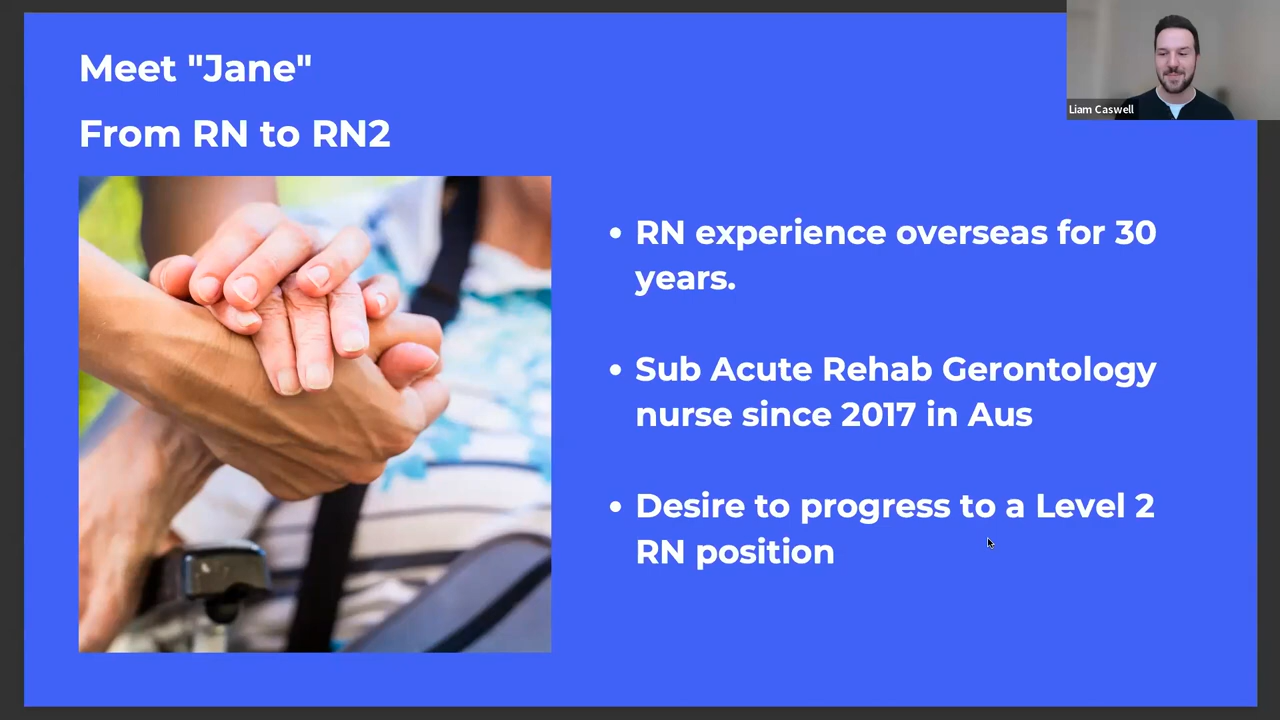 Meet "Jane"
From RN to RN2
Liam Caswell
• RN experience overseas for 30
years.
• Sub Acute Rehab Gerontology
nurse since 2017 in Aus
• Desire to progress to a Level 2
RN position